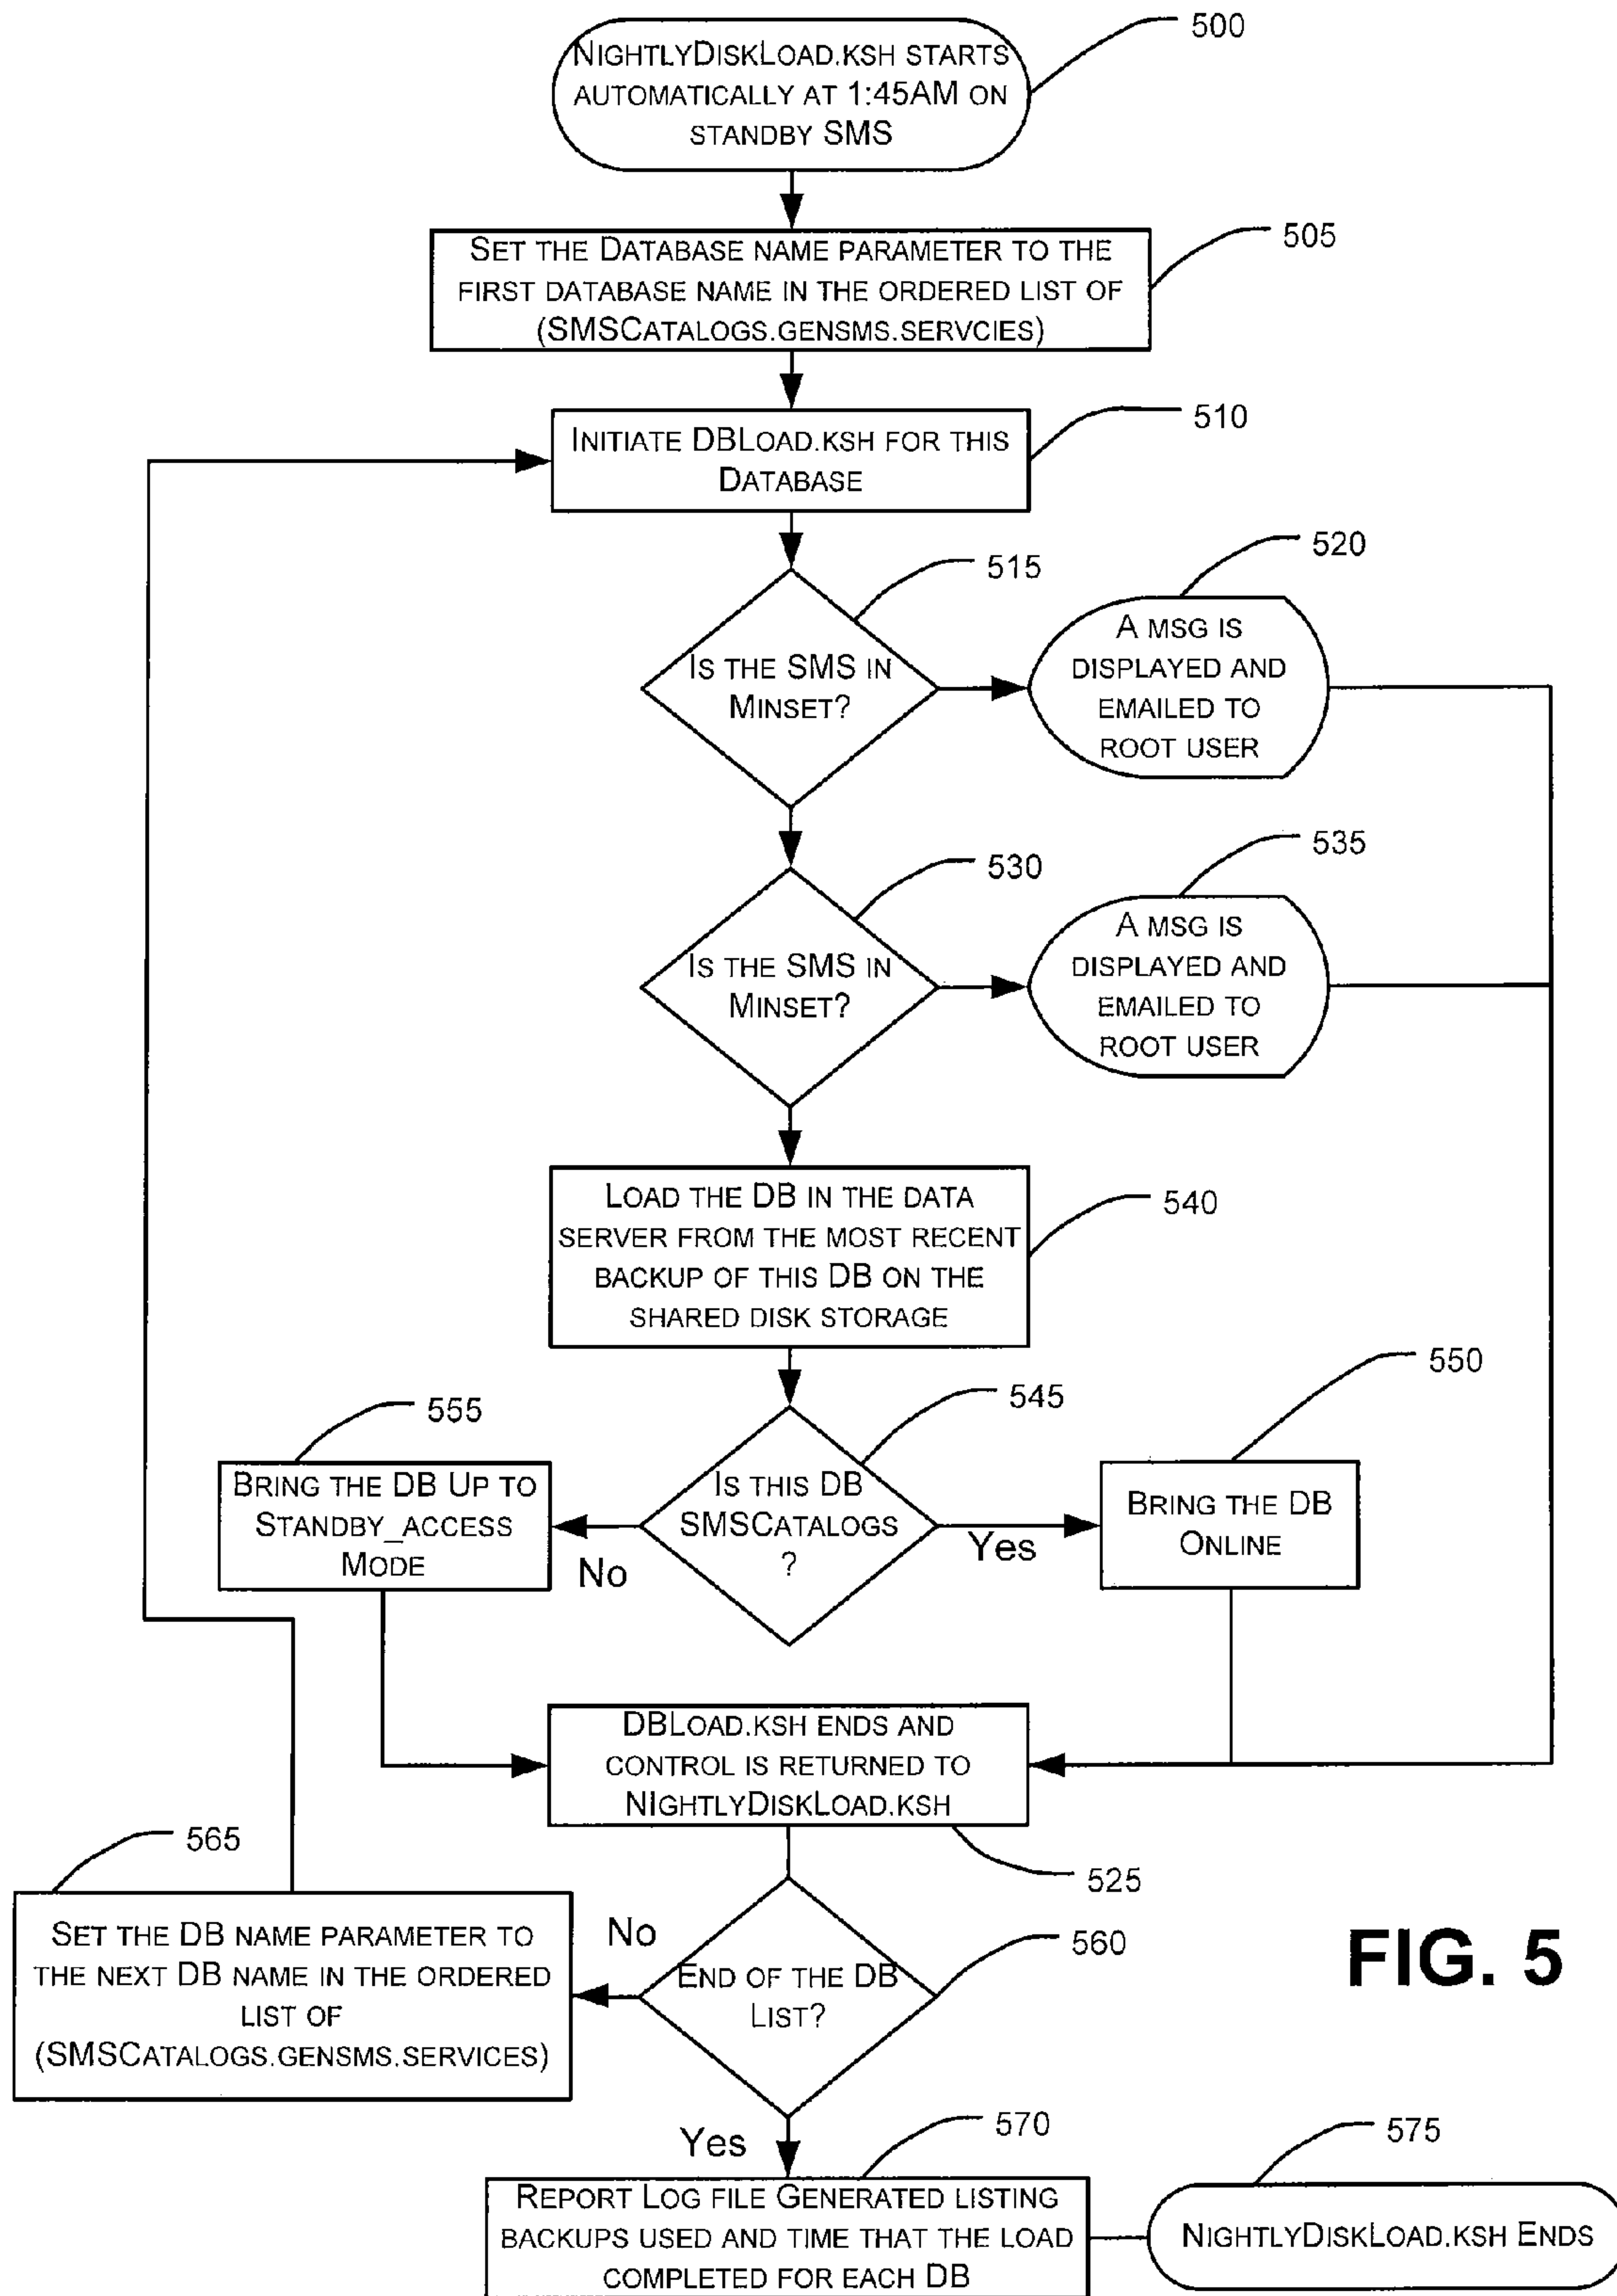 NIGHTLYDISKLOAD.KSH STARTS
AUTOMATICALLY AT 1:45AM ON
STANDBY SMS
500
SET THE DATABASE NAME PARAMETER TO THE
FIRST DATABASE NAME IN THE ORDERED LIST OF
(SMSCATALOGS.GENSMS.SERVCIES)
505
INITIATE DBLOAD.KSH FOR THIS
DATABASE
510
IS THE SMS IN
MINSET?
515
A MSG IS
DISPLAYED AND
EMAILED TO
ROOT USER
520
IS THE SMS IN
MINSET?
530
A MSG IS
DISPLAYED AND
EMAILED TO
ROOT USER
535
LOAD THE DB IN THE DATA
SERVER FROM THE MOST RECENT
BACKUP OF THIS DB ON THE
SHARED DISK STORAGE
540
IS THIS DB
SMSCATALOGS
?
545
Yes
BRING THE DB
ONLINE
550
No
BRING THE DB UP TO
STANDBY_ACCESS
MODE
555
DBLOAD.KSH ENDS AND
CONTROL IS RETURNED TO
NIGHTLYDISKLOAD.KSH
525
END OF THE DB
LIST?
560
No
SET THE DB NAME PARAMETER TO
THE NEXT DB NAME IN THE ORDERED
LIST OF
(SMSCATALOGS.GENSMS.SERVICES)
565
FIG. 5
Yes
REPORT LOG FILE GENERATED LISTING
BACKUPS USED AND TIME THAT THE LOAD
COMPLETED FOR EACH DB
570
NIGHTLYDISKLOAD.KSH ENDS
575